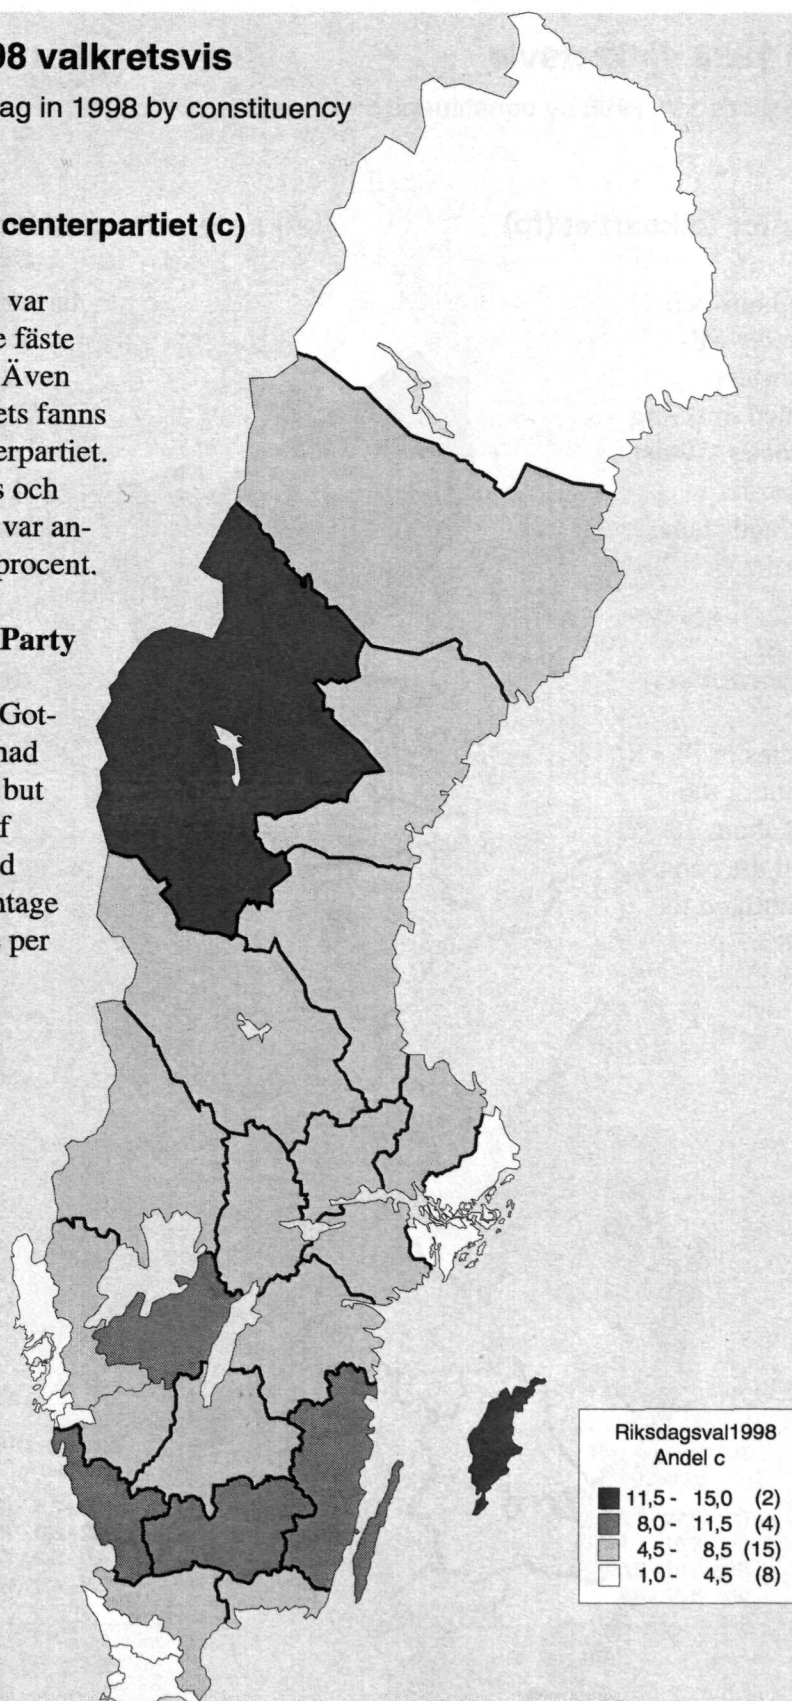 98 valkretsvis
ag in 1998 by constituency
centerpartiet (c)
var
e fäste
Även
ets fanns
erpartiet.
s och
var an-
procent.
Party
Got-
had
but
f
d
ntage
per
Riksdagsval1998
Andel c
11,5 - 15,0 (2)
8,0 - 11,5 (4)
4,5 - 8,5 (15)
1,0 - 4,5 (8)